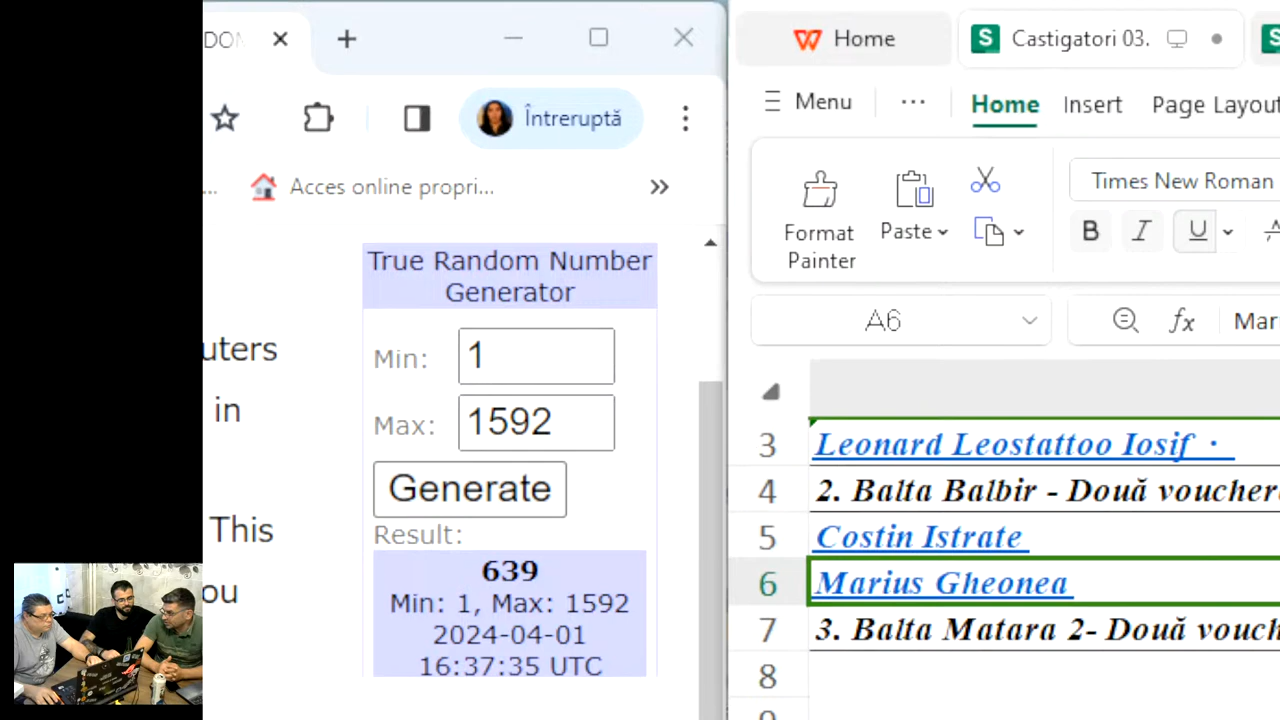 Întreruptă
Acces online propri...
True Random Number
Generator
Min: 1
Max: 1592
Generate
Result:
639
Min: 1, Max: 1592
2024-04-01
16:37:35 UTC
uters
in
This
ou
Home
Castigatori 03.
Menu
Home Insert Page Layou
Format
Painter
Paste
Times New Roman
B I U
A6
fx Mar
3 Leonard Leostattoo Iosif ·
4 2. Balta Balbir - Două voucher
5 Costin Istrate
6 Marius Gheonea
7 3. Balta Matara 2- Două vouch
8